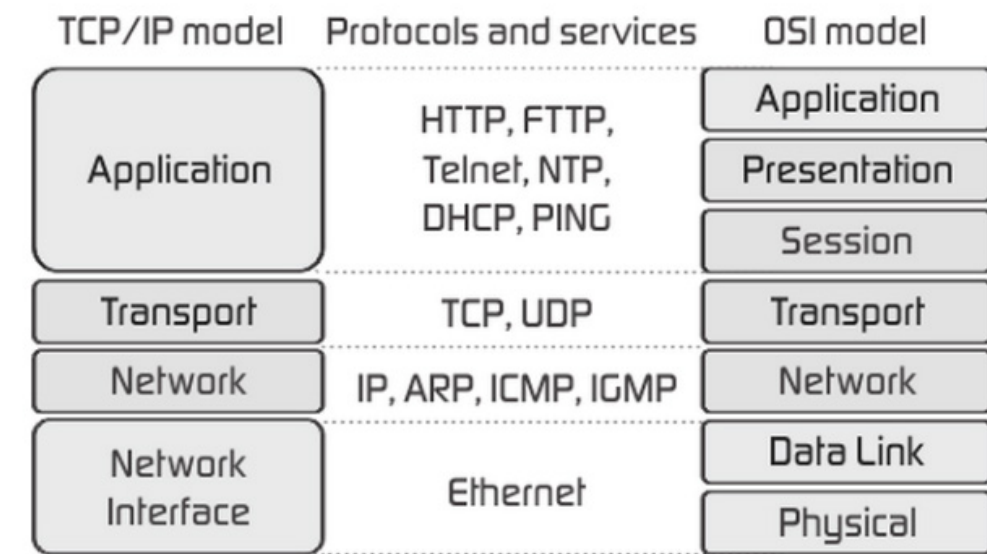 TCP/IP model Protocols and services OSI model
Application
HTTP, FTTP,
Telnet, NTP,
DHCP, PING
Application
Presentation
Session
Transport
TCP, UDP
Transport
Network
IP, ARP, ICMP, IGMP
Network
Network
Interface
Ethernet
Data Link
Physical